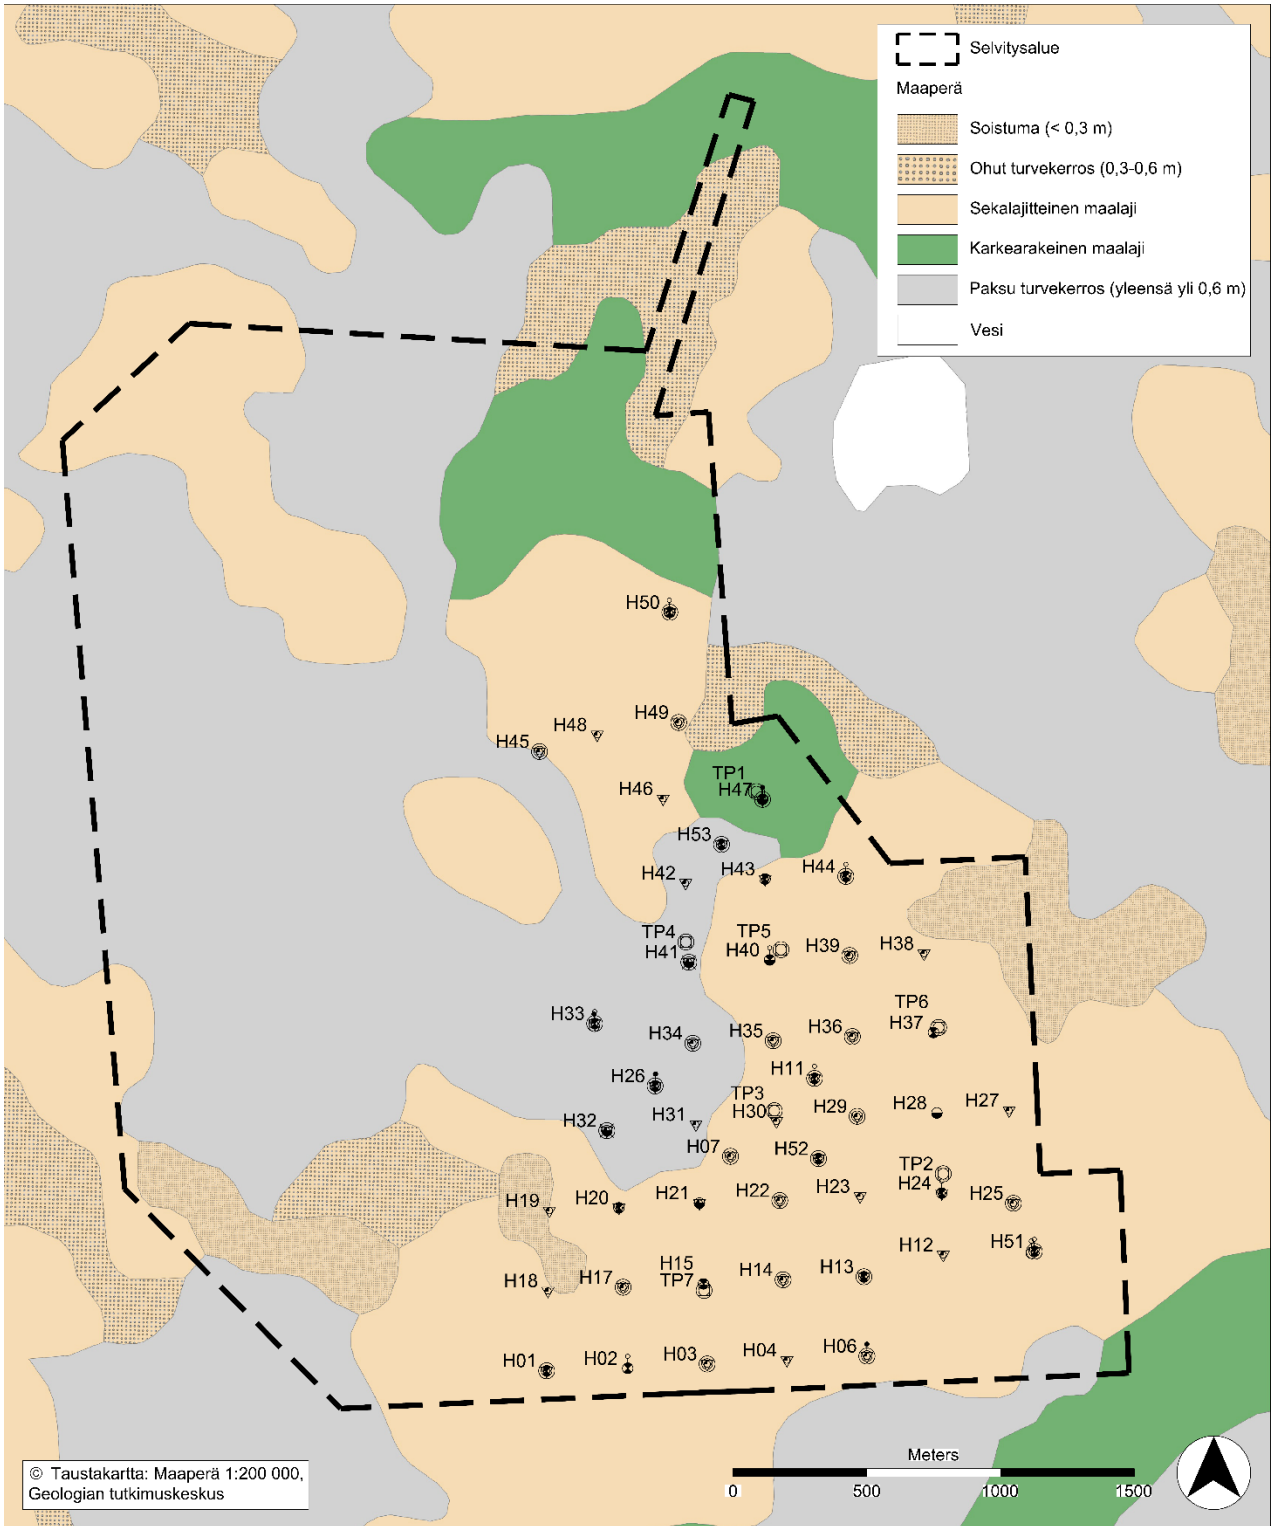 Selvitysalue
Maaperä
Soistuma (< 0,3 m)
Ohut turvekerros (0,3-0,6 m)
Sekalajitteinen maalaji
Karkearakeinen maalaji
Paksu turvekerros (yleensä yli 0,6 m)
Vesi
H50
H49
H48
H45
TP1
H47
H46
H53
H44
H43
H42
TP4
H41
TP5
H40
H39
H38
TP6
H37
H33
H34
H35
H36
H11
H26
TP3
H30
H29
H28
H27
H32
H31
H07
H52
TP2
H24
H19
H20
H21
H22
H23
H25
H12
H51
H15
TP7
H14
H13
H18
H17
H01
H02
H03
H04
H06
Meters
0 500 1000 1500
© Taustakartta: Maaperä 1:200 000,
Geologian tutkimuskeskus